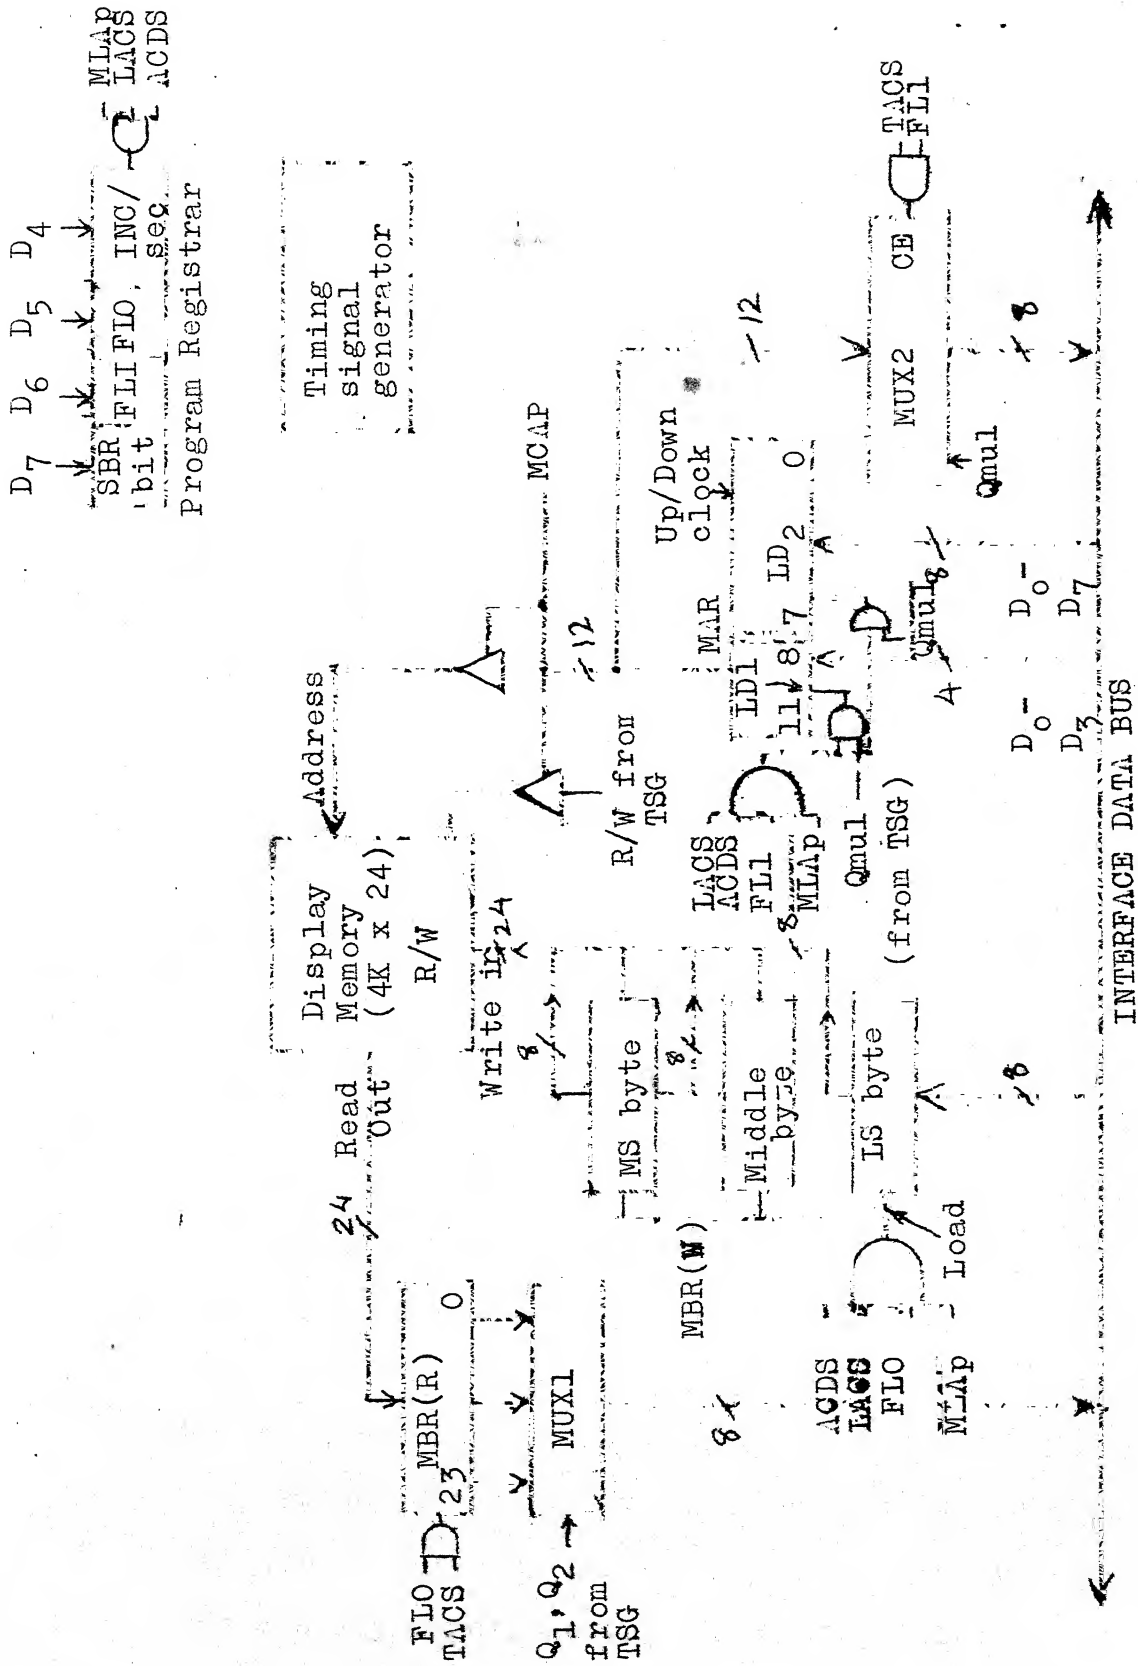 D7 D6 D5 D4
SBR
bit
FLI FLO, INC/
sec
MLAp
LACS
ACDS
Program Registrar
Timing
signal
generator
Display
Memory
(4K x 24)
R/W
Address
24
Read
Out
Write in
24
FLO
TACS
MBR(R)
23
0
MUX1
Q1, Q2
from
TSG
8
8
MS byte
8
Middle
byte
8
LS byte
MBR(W)
ACDS
LACS
FLO
MLAp
Load
8
MCAP
R/W from
TSG
12
LACS
ACDS
FL1
MLAp
MAR
LD1
11
8
7
LD2
0
Up/Down
clock
12
Qmul
(from TSG)
Qmul
4
8
D0-
D3
D0-
D7
MUX2
CE
Qmul
TACS
FL1
8
INTERFACE DATA BUS